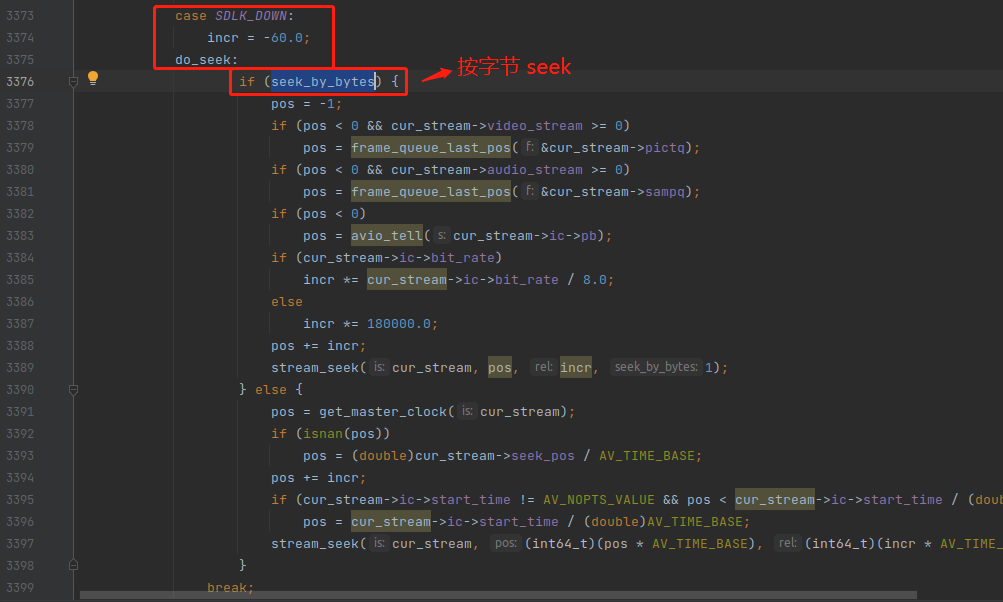 3373 case SDLK_DOWN:
3374 incr = -60.0;
3375 do_seek:
3376 if (seek_by_bytes) { 按字节 seek
3377 pos = -1;
3378 if (pos < 0 && cur_stream->video_stream >= 0)
3379 pos = frame_queue_last_pos( f: &cur_stream->pictq);
3380 if (pos < 0 && cur_stream->audio_stream >= 0)
3381 pos = frame_queue_last_pos( f: &cur_stream->sampq);
3382 if (pos < 0)
3383 pos = avio_tell( s: cur_stream->ic->pb);
3384 if (cur_stream->ic->bit_rate)
3385 incr *= cur_stream->ic->bit_rate / 8.0;
3386 else
3387 incr *= 180000.0;
3388 pos += incr;
3389 stream_seek( is: cur_stream, pos, rel: incr, seek_by_bytes: 1);
3390 } else {
3391 pos = get_master_clock( is: cur_stream);
3392 if (isnan(pos))
3393 pos = (double)cur_stream->seek_pos / AV_TIME_BASE;
3394 pos += incr;
3395 if (cur_stream->ic->start_time != AV_NOPTS_VALUE && pos < cur_stream->ic->start_time / (doub
3396 pos = cur_stream->ic->start_time / (double)AV_TIME_BASE;
3397 stream_seek( is: cur_stream, pos: (int64_t)(pos * AV_TIME_BASE), rel: (int64_t)(incr * AV_TIME_
3398 }
3399 break;